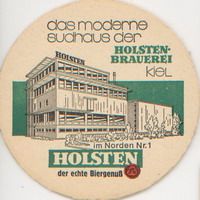 das moderne
sudhaus der
HOLSTEN-
BRAUEREI
kiel
HOLSTEN
im Norden Nr.1
HOLSTEN
der echte Biergenuß